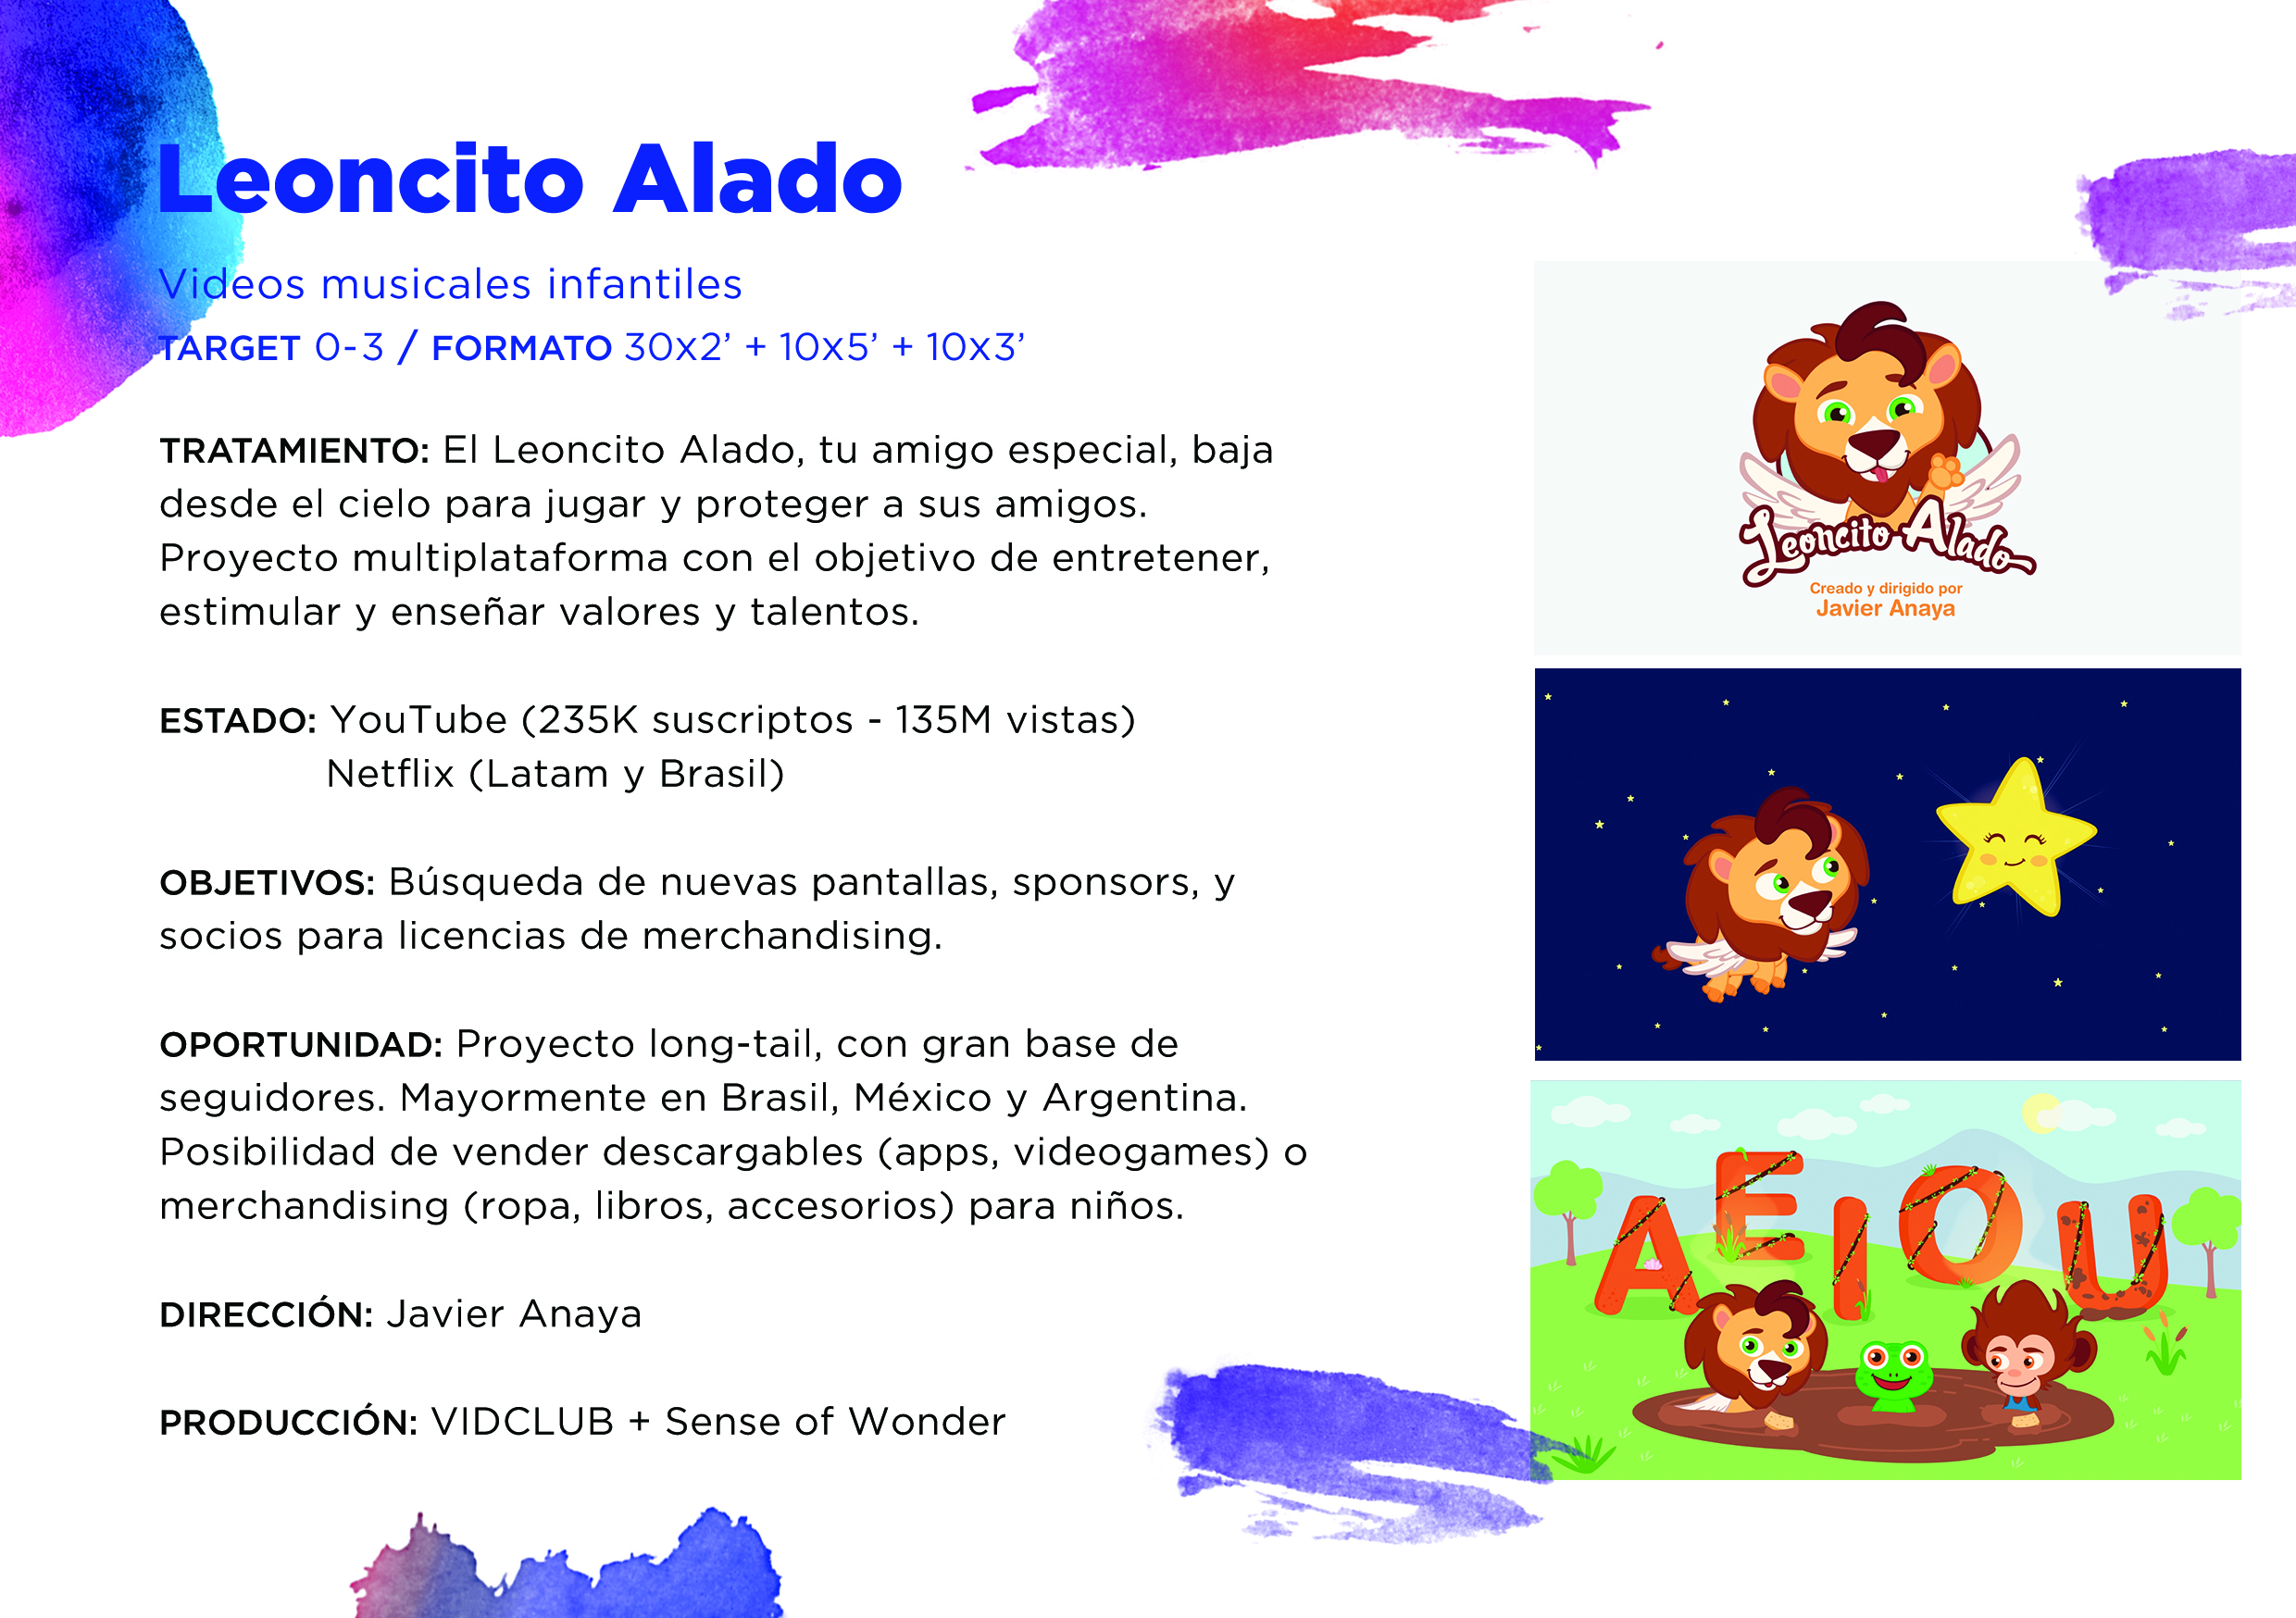 Leoncito Alado
Videos musicales infantiles
TARGET 0-3 / FORMATO 30x2’ + 10x5’ + 10x3’
TRATAMIENTO: El Leoncito Alado, tu amigo especial, baja
desde el cielo para jugar y proteger a sus amigos.
Proyecto multiplataforma con el objetivo de entretener,
estimular y enseñar valores y talentos.
ESTADO: YouTube (235K suscriptos - 135M vistas)
Netflix (Latam y Brasil)
OBJETIVOS: Búsqueda de nuevas pantallas, sponsors, y
socios para licencias de merchandising.
OPORTUNIDAD: Proyecto long-tail, con gran base de
seguidores. Mayormente en Brasil, México y Argentina.
Posibilidad de vender descargables (apps, videogames) o
merchandising (ropa, libros, accesorios) para niños.
DIRECCIÓN: Javier Anaya
PRODUCCIÓN: VIDCLUB + Sense of Wonder
Leoncito Alado
Creado y dirigido por
Javier Anaya
A E I O U